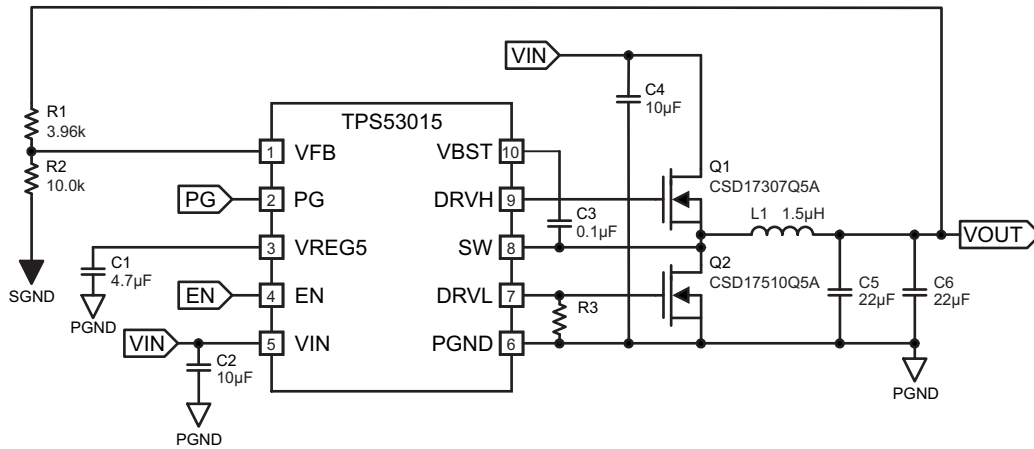 VIN
C4
10µF
R1
3.96k
TPS53015
R2
10.0k
1 VFB
VBST 10
Q1
CSD17307Q5A
PG
2 PG
DRVH 9
C3
0.1µF
L1 1.5µH
3 VREG5
SW 8
VOUT
SGND
C1
4.7µF
PGND
EN
4 EN
DRVL 7
R3
Q2
CSD17510Q5A
C5
22µF
C6
22µF
VIN
5 VIN
PGND 6
C2
10µF
PGND
PGND